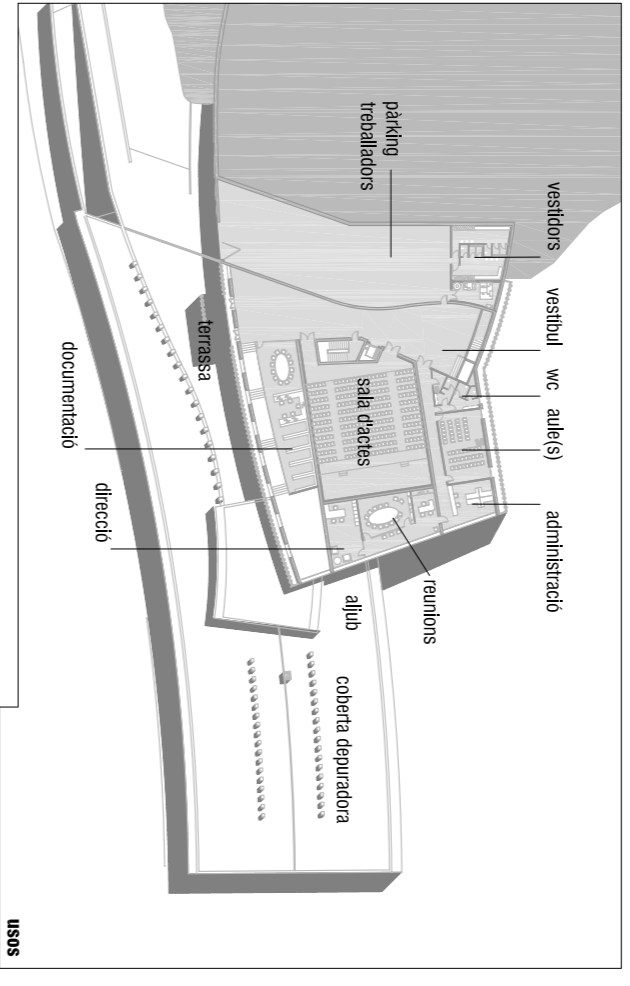 vestidors
vestíbul
wc
aule(s)
administració
pàrking
treballadors
sala d'actes
reunions
terrassa
aljub
coberta depuradora
documentació
direcció
usos